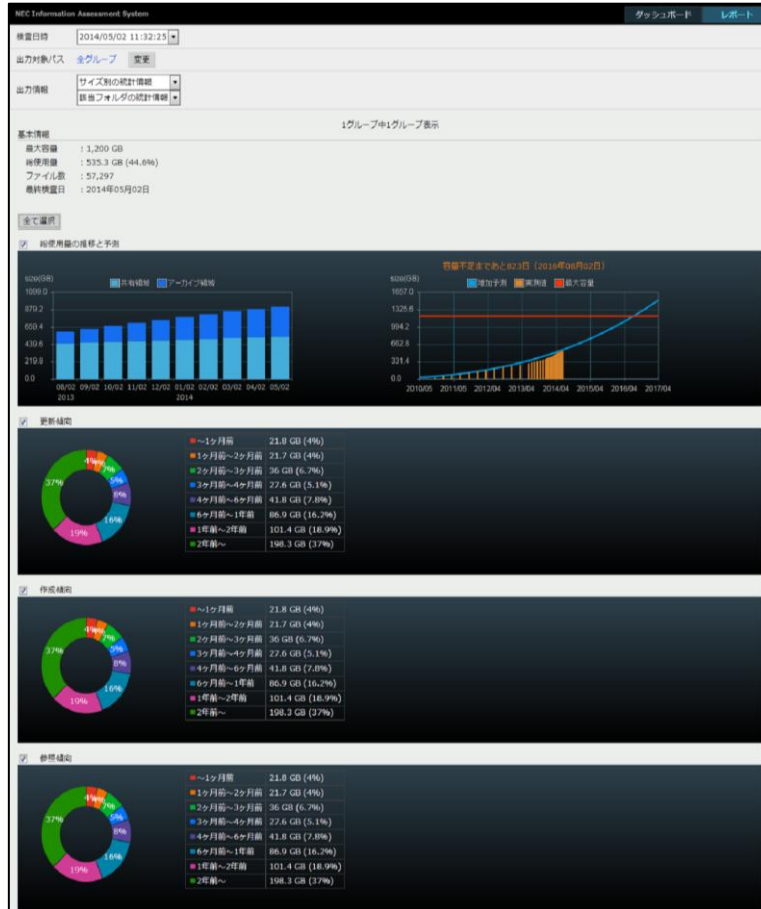 NEC Information Assessment System
ダッシュボード
レポート
検査日時 2014/05/02 11:32:25
出力対象パス 全グループ 変更
出力情報 サイズ別の統計情報
該当フォルダの統計情報
1グループ中1グループ表示
基本情報
最大容量 : 1,200 GB
総使用量 : 535.3 GB (44.6%)
ファイル数 : 57,297
最終検査日 : 2014年05月02日
全て選択
総使用量の推移と予測
size(GB)
共有領域 アーカイブ領域
1099.0
879.2
659.4
439.6
219.8
0.0
08/02 09/02 10/02 11/02 12/02 01/02 02/02 03/02 04/02 05/02
2013 2014
容量不足まであと823日 (2016年08月02日)
size(GB)
増加予測 実測値 最大容量
1657.0
1325.6
994.2
662.8
331.4
0.0
2010/05 2011/05 2012/04 2013/04 2014/04 2015/04 2016/04 2017/04
更新傾向
4% 4% 7% 5% 8% 16% 19% 37%
～1ヶ月前 21.8 GB (4%)
1ヶ月前～2ヶ月前 21.7 GB (4%)
2ヶ月前～3ヶ月前 36 GB (6.7%)
3ヶ月前～4ヶ月前 27.6 GB (5.1%)
4ヶ月前～6ヶ月前 41.8 GB (7.8%)
6ヶ月前～1年前 86.9 GB (16.2%)
1年前～2年前 101.4 GB (18.9%)
2年前～ 198.3 GB (37%)
作成傾向
4% 4% 7% 5% 8% 16% 19% 37%
～1ヶ月前 21.8 GB (4%)
1ヶ月前～2ヶ月前 21.7 GB (4%)
2ヶ月前～3ヶ月前 36 GB (6.7%)
3ヶ月前～4ヶ月前 27.6 GB (5.1%)
4ヶ月前～6ヶ月前 41.8 GB (7.8%)
6ヶ月前～1年前 86.9 GB (16.2%)
1年前～2年前 101.4 GB (18.9%)
2年前～ 198.3 GB (37%)
参照傾向
4% 4% 7% 5% 8% 16% 19% 37%
～1ヶ月前 21.8 GB (4%)
1ヶ月前～2ヶ月前 21.7 GB (4%)
2ヶ月前～3ヶ月前 36 GB (6.7%)
3ヶ月前～4ヶ月前 27.6 GB (5.1%)
4ヶ月前～6ヶ月前 41.8 GB (7.8%)
6ヶ月前～1年前 86.9 GB (16.2%)
1年前～2年前 101.4 GB (18.9%)
2年前～ 198.3 GB (37%)